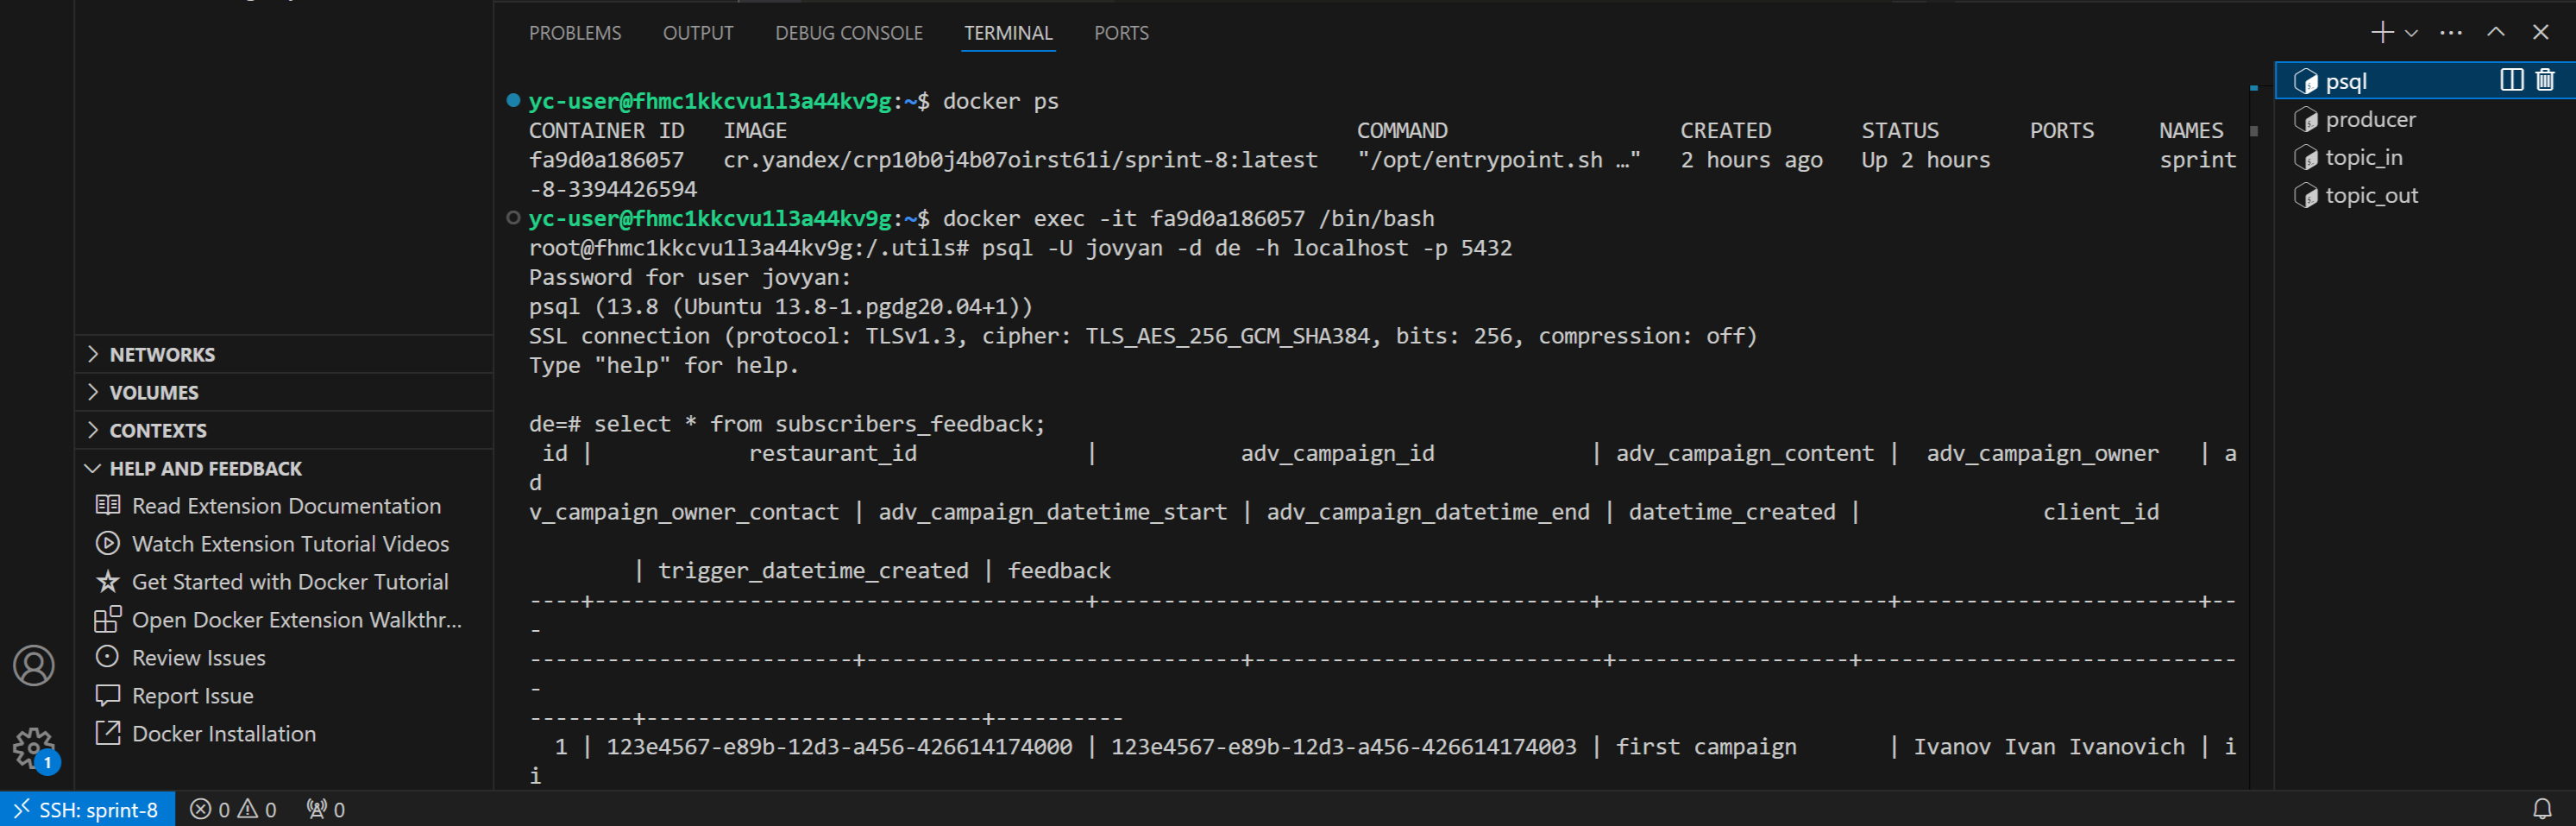 PROBLEMS OUTPUT DEBUG CONSOLE TERMINAL PORTS
yc-user@fhmc1kkcvu1l3a44kv9g:~$ docker ps
CONTAINER ID   IMAGE   COMMAND   CREATED   STATUS   PORTS   NAMES
fa9d0a186057   cr.yandex/crp10b0j4b07oirst61i/sprint-8:latest   "/opt/entrypoint.sh …"   2 hours ago   Up 2 hours   sprint
-8-3394426594
yc-user@fhmc1kkcvu1l3a44kv9g:~$ docker exec -it fa9d0a186057 /bin/bash
root@fhmc1kkcvu1l3a44kv9g:/.utils# psql -U jovyan -d de -h localhost -p 5432
Password for user jovyan:
psql (13.8 (Ubuntu 13.8-1.pgdg20.04+1))
SSL connection (protocol: TLSv1.3, cipher: TLS_AES_256_GCM_SHA384, bits: 256, compression: off)
Type "help" for help.
de=# select * from subscribers_feedback;
id | restaurant_id | adv_campaign_id | adv_campaign_content | adv_campaign_owner | a
d
v_campaign_owner_contact | adv_campaign_datetime_start | adv_campaign_datetime_end | datetime_created | client_id
| trigger_datetime_created | feedback
----+--------------------------------------+--------------------------------------+----------------------+-----------------------+--
-
-------------------------+-----------------------------+---------------------------+------------------+-----------------------------
-
--------+--------------------------+----------
1 | 123e4567-e89b-12d3-a456-426614174000 | 123e4567-e89b-12d3-a456-426614174003 | first campaign | Ivanov Ivan Ivanovich | i
i
psql
producer
topic_in
topic_out
NETWORKS
VOLUMES
CONTEXTS
HELP AND FEEDBACK
Read Extension Documentation
Watch Extension Tutorial Videos
Get Started with Docker Tutorial
Open Docker Extension Walkthr...
Review Issues
Report Issue
Docker Installation
1
SSH: sprint-8 0 0 0